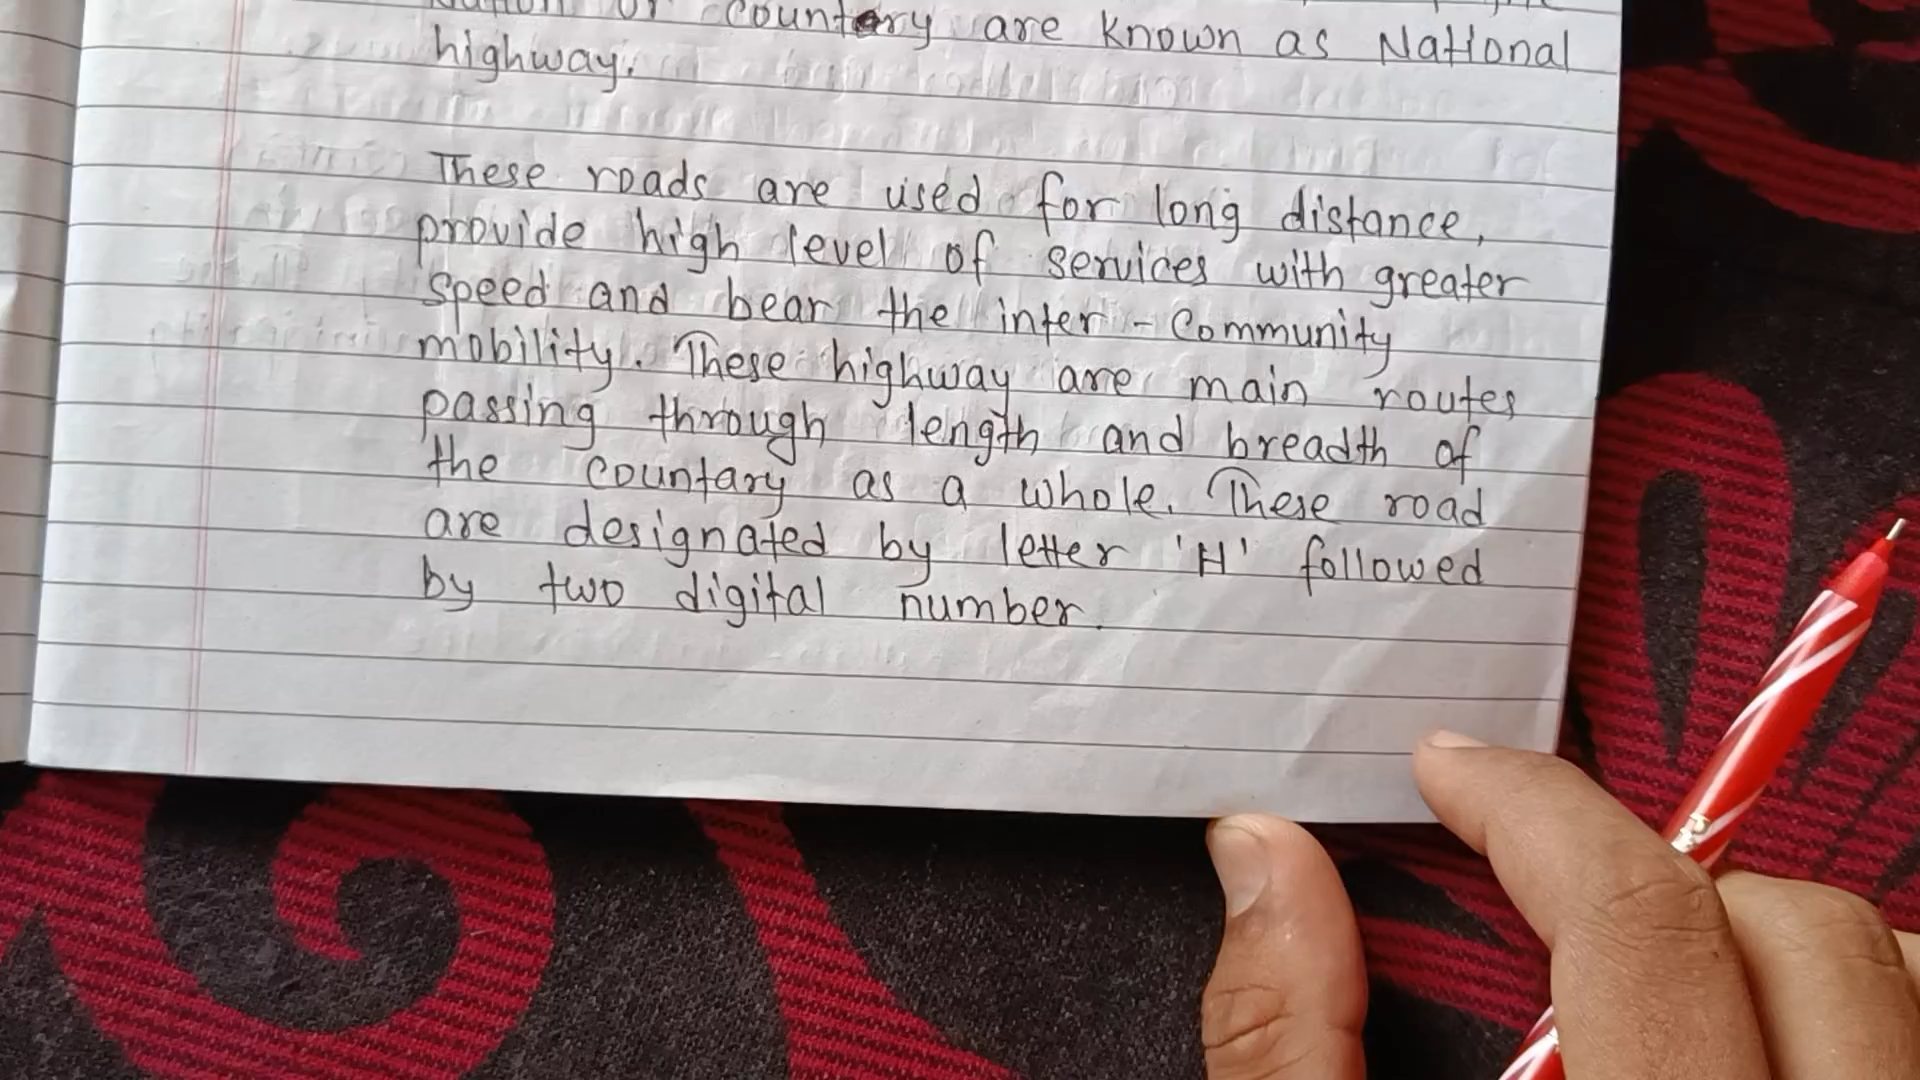 Nation or countary are known as National
highway.
These roads are used for long distance,
provide high level of services with greater
speed and bear the inter - Community
mobility. These highway are main routes
passing through length and breadth of
the countary as a whole. These road
are designated by letter 'H' followed
by two digital number.